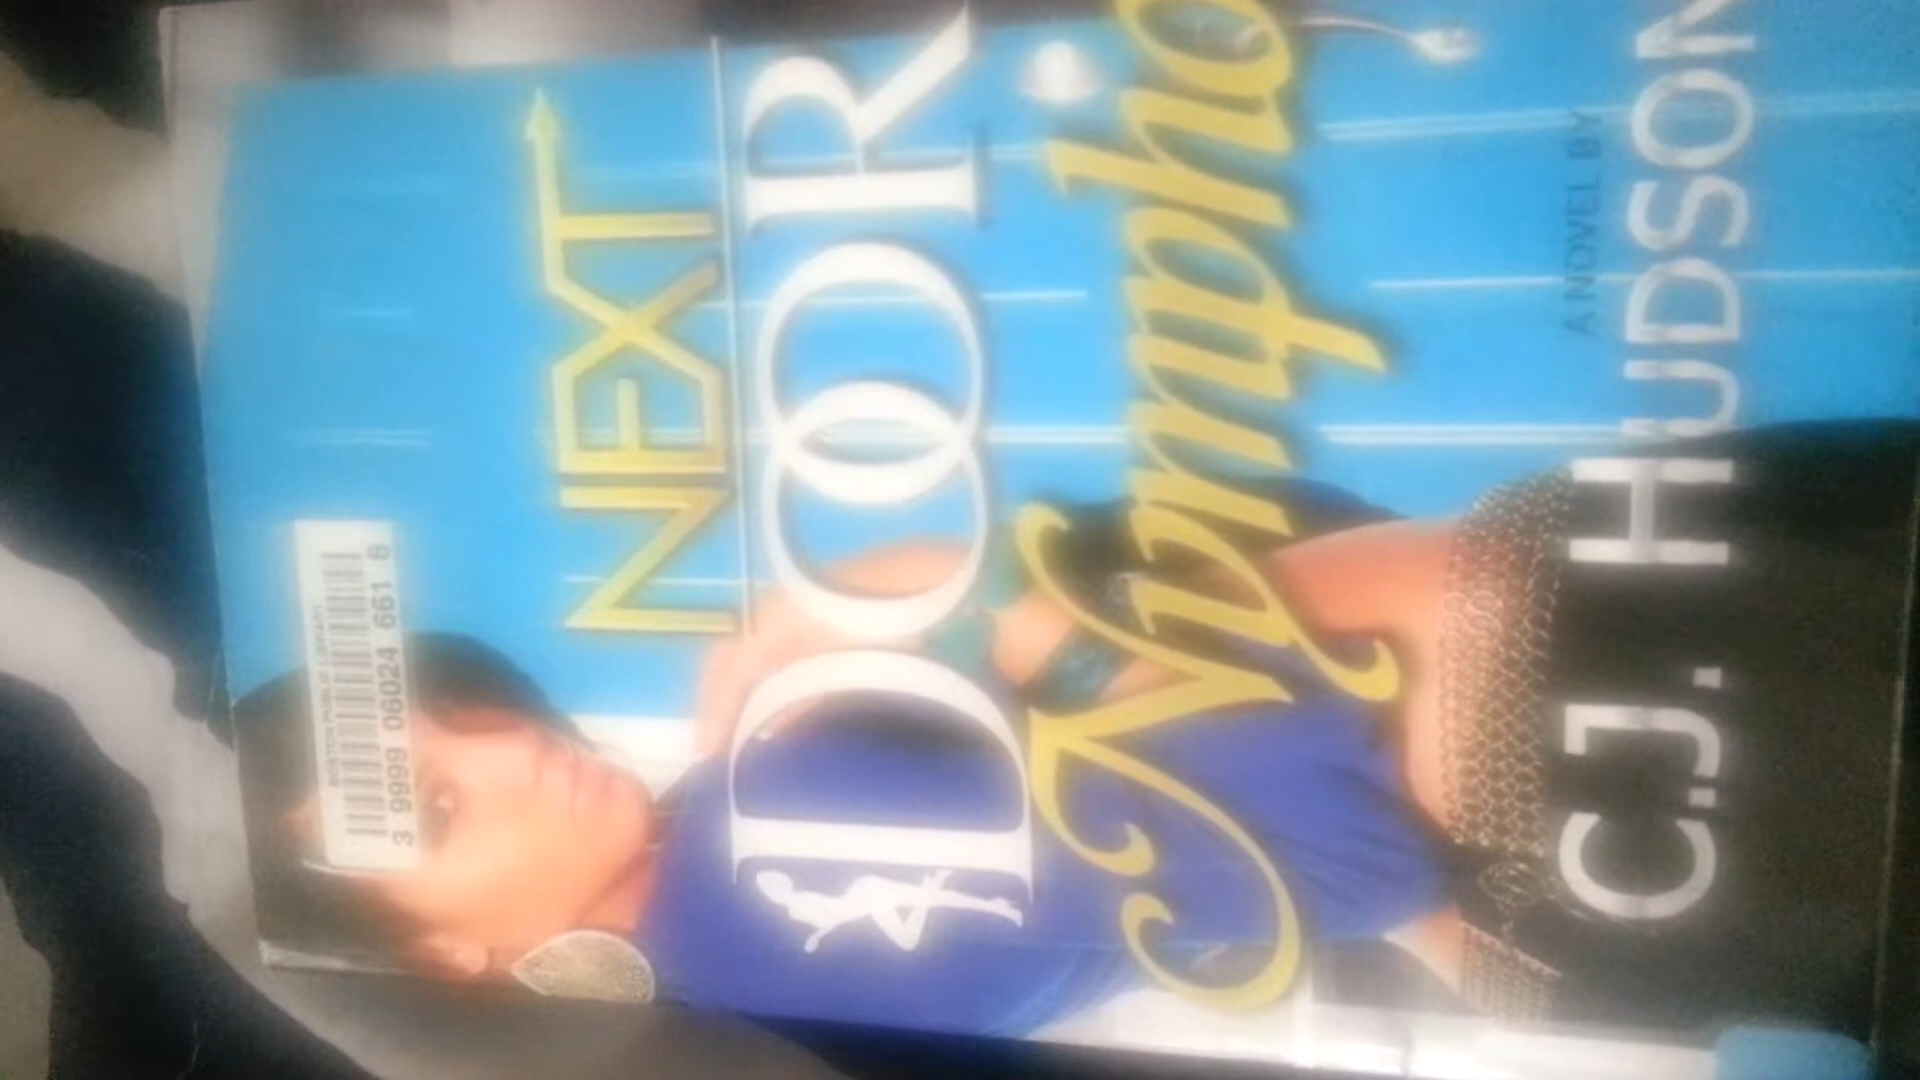 BOSTON PUBLIC LIBRARY
3 9999 06024 661 6
NEXT
DOOR
Nympho
A NOVEL BY
C.J. HUDSON